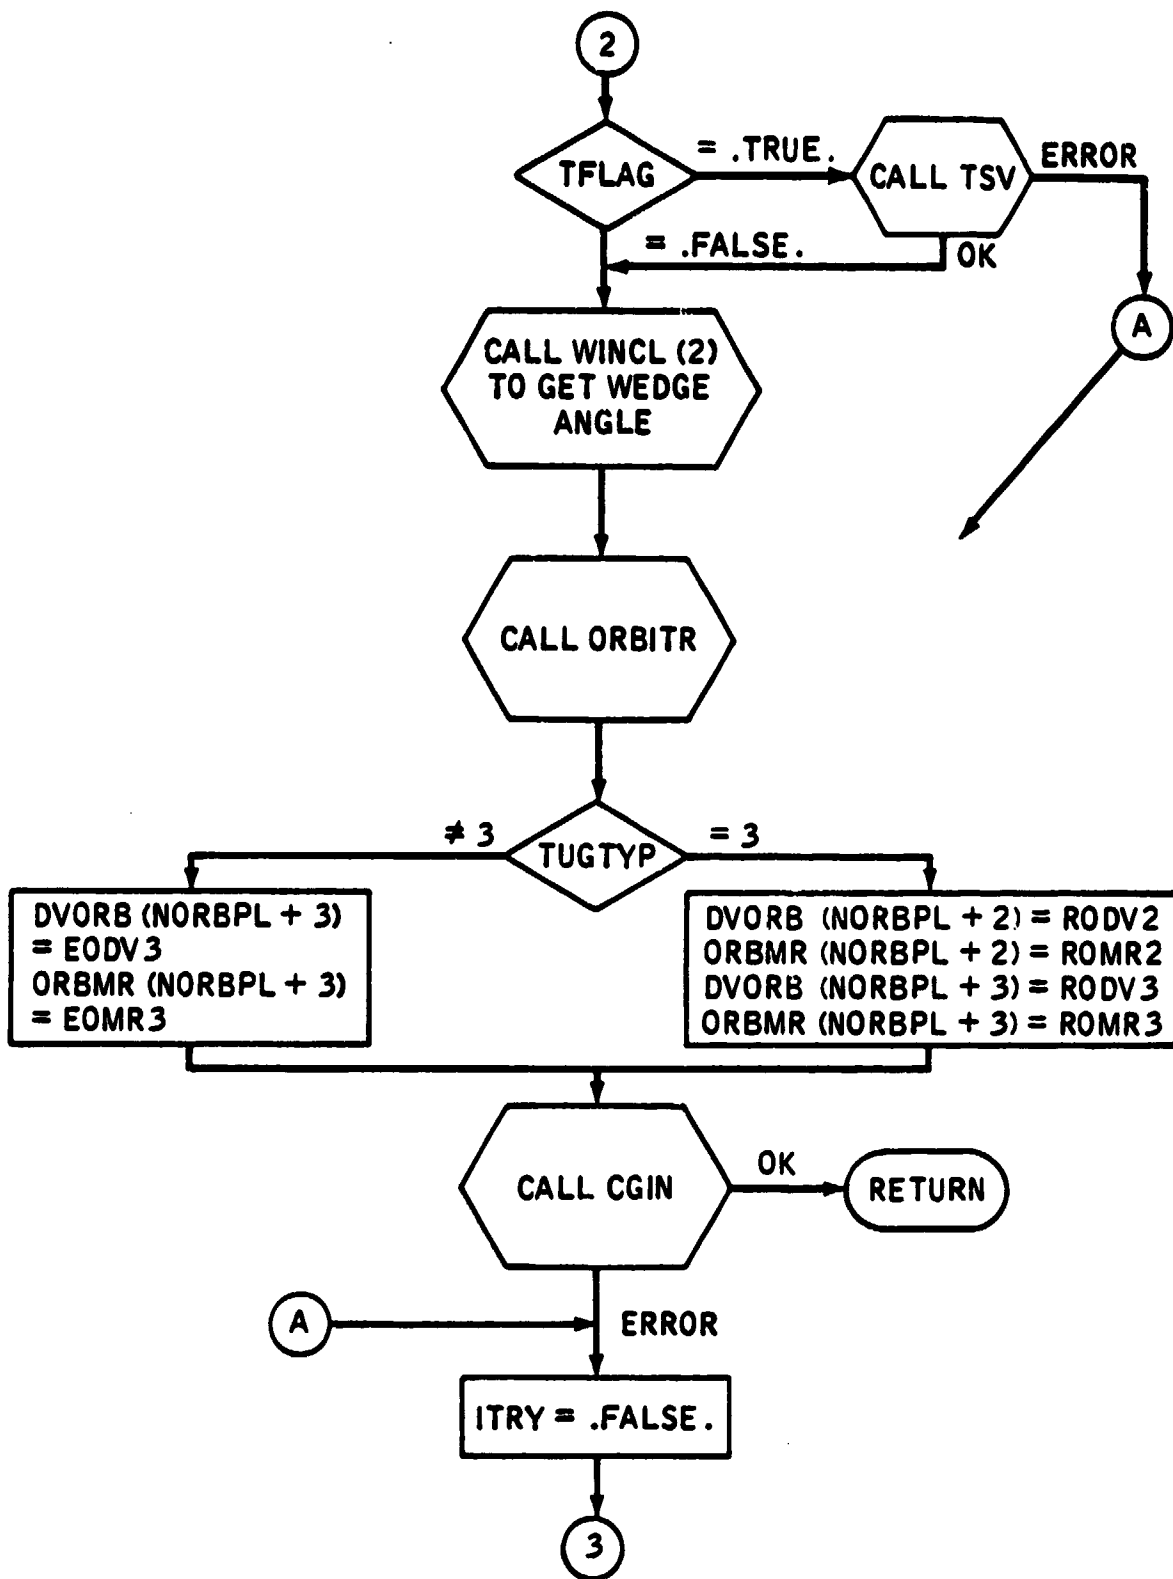 2
TFLAG
= .TRUE.
CALL TSV
ERROR
= .FALSE.
OK
A
CALL WINCL (2)
TO GET WEDGE
ANGLE
CALL ORBITR
≠ 3
TUGTYP
= 3
DVORB (NORBPL + 3)
= EODV3
ORBMR (NORBPL + 3)
= EOMR3
DVORB (NORBPL + 2) = RODV2
ORBMR (NORBPL + 2) = ROMR2
DVORB (NORBPL + 3) = RODV3
ORBMR (NORBPL + 3) = ROMR3
CALL CGIN
OK
RETURN
A
ERROR
ITRY = .FALSE.
3